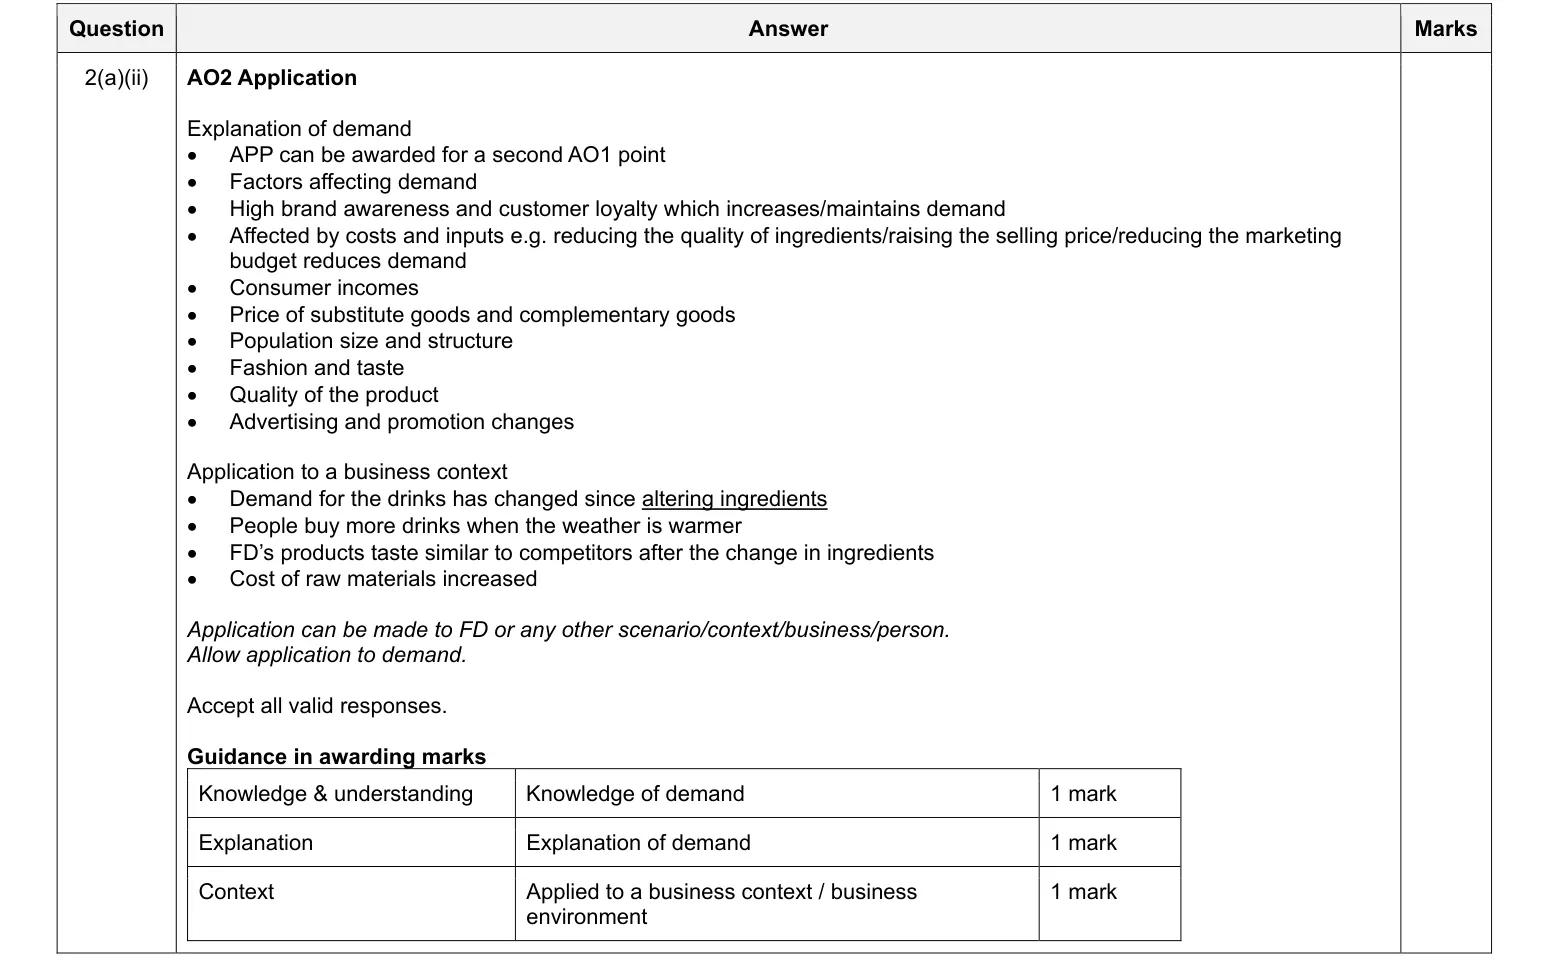 Question Answer Marks
2(a)(ii) AO2 Application
Explanation of demand
• APP can be awarded for a second AO1 point
• Factors affecting demand
• High brand awareness and customer loyalty which increases/maintains demand
• Affected by costs and inputs e.g. reducing the quality of ingredients/raising the selling price/reducing the marketing
budget reduces demand
• Consumer incomes
• Price of substitute goods and complementary goods
• Population size and structure
• Fashion and taste
• Quality of the product
• Advertising and promotion changes
Application to a business context
• Demand for the drinks has changed since altering ingredients
• People buy more drinks when the weather is warmer
• FD’s products taste similar to competitors after the change in ingredients
• Cost of raw materials increased
Application can be made to FD or any other scenario/context/business/person.
Allow application to demand.
Accept all valid responses.
Guidance in awarding marks
Knowledge & understanding Knowledge of demand 1 mark
Explanation Explanation of demand 1 mark
Context Applied to a business context / business 1 mark
environment